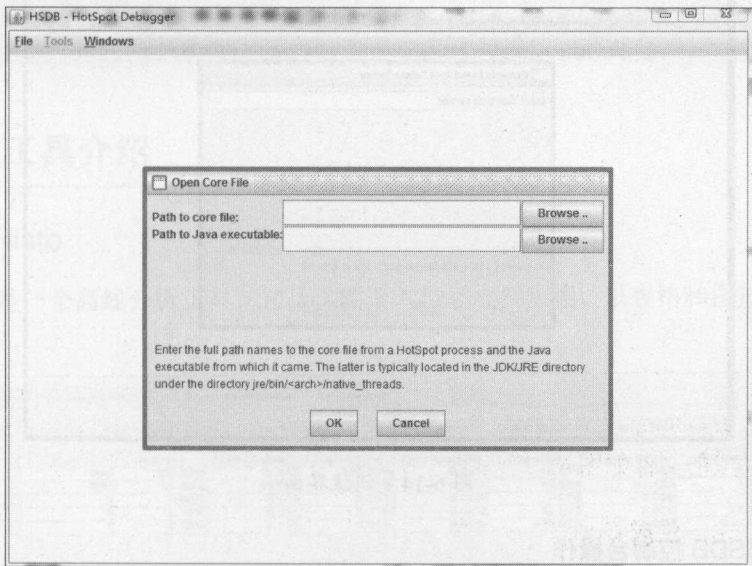 HSDB - HotSpot Debugger
File Tools Windows
Open Core File
Path to core file:
Browse ..
Path to Java executable:
Browse ..
Enter the full path names to the core file from a HotSpot process and the Java
executable from which it came. The latter is typically located in the JDK/JRE directory
under the directory jre/bin/<arch>/native_threads.
OK Cancel